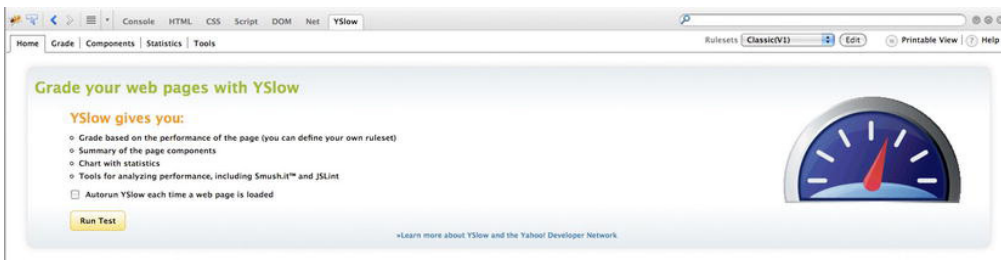 Console HTML CSS Script DOM Net YSlow
Home Grade Components Statistics Tools Rulesets Classic(V1) Edit Printable View ? Help
Grade your web pages with YSlow
YSlow gives you:
Grade based on the performance of the page (you can define your own ruleset)
Summary of the page components
Chart with statistics
Tools for analyzing performance, including Smush.it™ and JSLint
Autorun YSlow each time a web page is loaded
Run Test
»Learn more about YSlow and the Yahoo! Developer Network